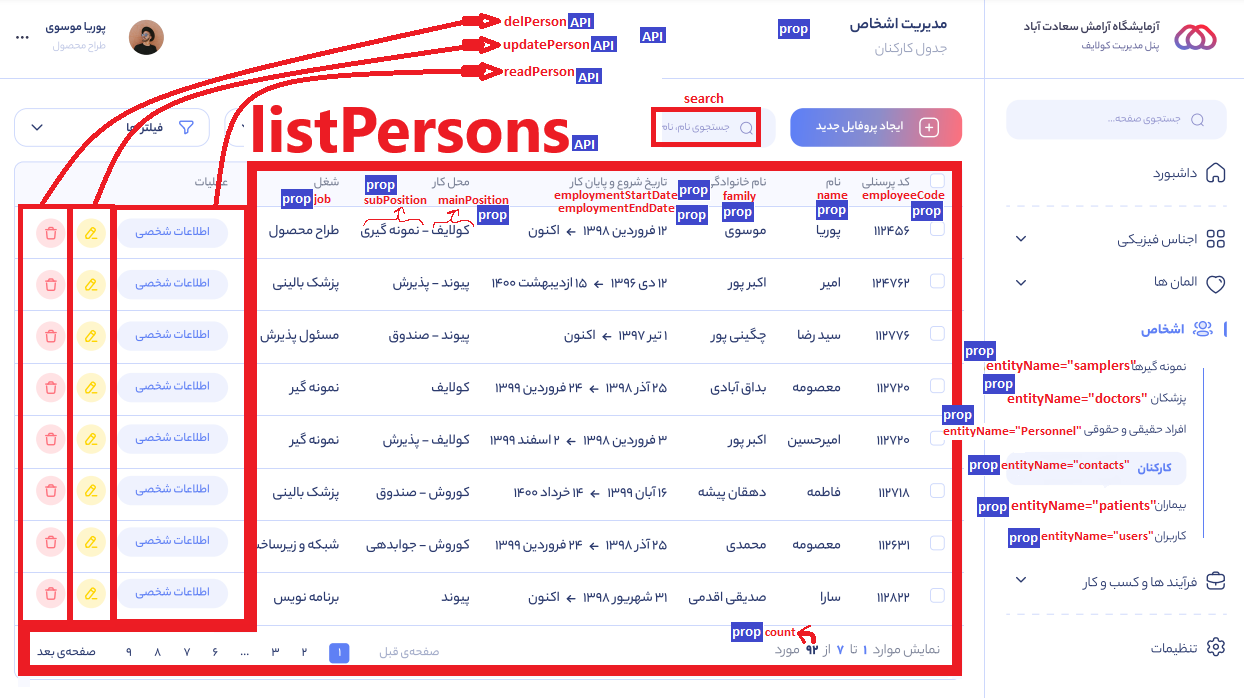 آزمایشگاه آرامش سعادت آباد
پنل مدیریت کولایف
مدیریت اشخاص
جدول کارکنان
prop
API
delPerson API
updatePerson API
readPerson API
پوریا موسوی
طراح محصول
جستجوی صفحه...
داشبورد
اجناس فیزیکی
المان ها
اشخاص
نمونه گیرها
prop entityName="samplers"
پزشکان
prop entityName="doctors"
افراد حقیقی و حقوقی
prop entityName="Personnel"
کارکنان
prop entityName="contacts"
بیماران
prop entityName="patients"
کاربران
prop entityName="users"
فرآیند ها و کسب و کار
تنظیمات
ایجاد پروفایل جدید
search
جستجوی نام، نام
listPersons API
فیلتر ها
کد پرسنلی نام نام خانوادگی تاریخ شروع و پایان کار محل کار شغل عملیات
employeeCode prop
name prop
family prop
employmentStartDate prop
employmentEndDate prop
mainPosition prop
prop subPosition
prop job
۱۱۲۴۵۶ پوریا موسوی ۱۲ فروردین ۱۳۹۸ ← اکنون کولایف - نمونه گیری طراح محصول اطلاعات شخصی
۱۲۴۷۶۲ امیر اکبر پور ۱۲ دی ۱۳۹۶ ← ۱۵ ازدیبهشت ۱۴۰۰ پیوند - پذیرش پزشک بالینی اطلاعات شخصی
۱۱۲۷۷۶ سید رضا چگینی پور ۱ تیر ۱۳۹۷ ← اکنون پیوند - صندوق مسئول پذیرش اطلاعات شخصی
۱۱۲۷۲۰ معصومه بداق آبادی ۲۵ آذر ۱۳۹۸ ← ۲۴ فروردین ۱۳۹۹ کولایف نمونه گیر اطلاعات شخصی
۱۱۲۷۲۰ امیرحسین اکبر پور ۳ فروردین ۱۳۹۸ ← ۲ اسفند ۱۳۹۹ کولایف - پذیرش نمونه گیر اطلاعات شخصی
۱۱۲۷۱۸ فاطمه دهقان پیشه ۱۶ آبان ۱۳۹۹ ← ۱۴ خرداد ۱۴۰۰ کوروش - صندوق پزشک بالینی اطلاعات شخصی
۱۱۲۶۳۱ معصومه محمدی ۲۵ آذر ۱۳۹۸ ← ۲۴ فروردین ۱۳۹۹ کوروش - جوابدهی شبکه و زیرساخت اطلاعات شخصی
۱۱۲۸۲۲ سارا صدیقی اقدمی ۳۱ شهریور ۱۳۹۸ ← اکنون پیوند برنامه نویس اطلاعات شخصی
prop count
نمایش موارد ۱ تا ۷ از ۹۲ مورد
صفحه‌ی قبل ۱ ۲ ۳ ... ۶ ۷ ۸ ۹ صفحه‌ی بعد